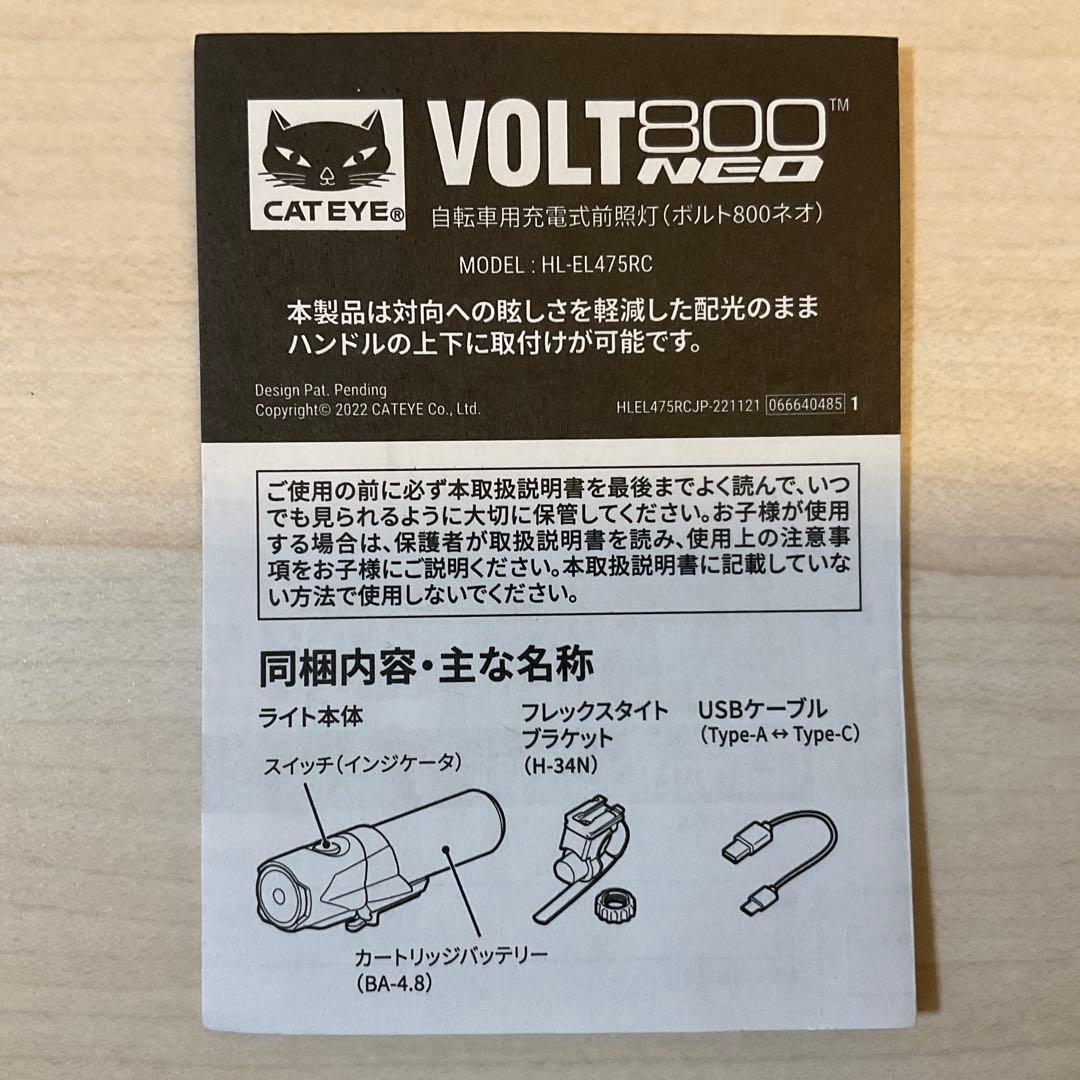 CAT EYE®
VOLT800™
NEO
自転車用充電式前照灯(ボルト800ネオ)
MODEL : HL-EL475RC
本製品は対向への眩しさを軽減した配光のまま
ハンドルの上下に取付けが可能です。
Design Pat. Pending
Copyright© 2022 CATEYE Co., Ltd.
HLEL475RCJP-221121 066640485 1
ご使用の前に必ず本取扱説明書を最後までよく読んで、いつ
でも見られるように大切に保管してください。お子様が使用
する場合は、保護者が取扱説明書を読み、使用上の注意事
項をお子様にご説明ください。本取扱説明書に記載していな
い方法で使用しないでください。
同梱内容・主な名称
ライト本体
スイッチ(インジケータ)
カートリッジバッテリー
(BA-4.8)
フレックスタイト
ブラケット
(H-34N)
USBケーブル
(Type-A ↔ Type-C)